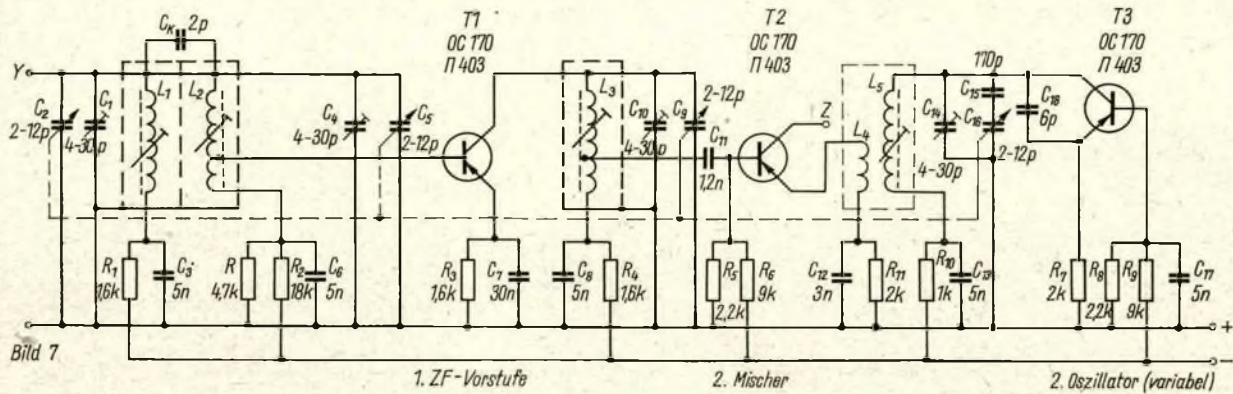 T1
T2
T3
OC 170
OC 170
OC 170
П 403
П 403
П 403
CK 2p
Y
C2
2-12p
C1
4-30p
L1
L2
C4
4-30p
C5
2-12p
L3
C10
4-30p
C9
2-12p
C11
1,2n
Z
L4
L5
C14
4-30p
110p
C15
C16
2-12p
C18
6p
R1
1,6k
C3
5n
R
4,7k
R2
18k
C6
5n
R3
1,6k
C7
30n
C8
5n
R4
1,6k
R5
2,2k
R6
9k
C12
3n
R11
2k
R10
1k
C13
5n
R7
2k
R8
2,2k
R9
9k
C17
5n
+
−
Bild 7
1. ZF-Vorstufe
2. Mischer
2. Oszillator (variabel)